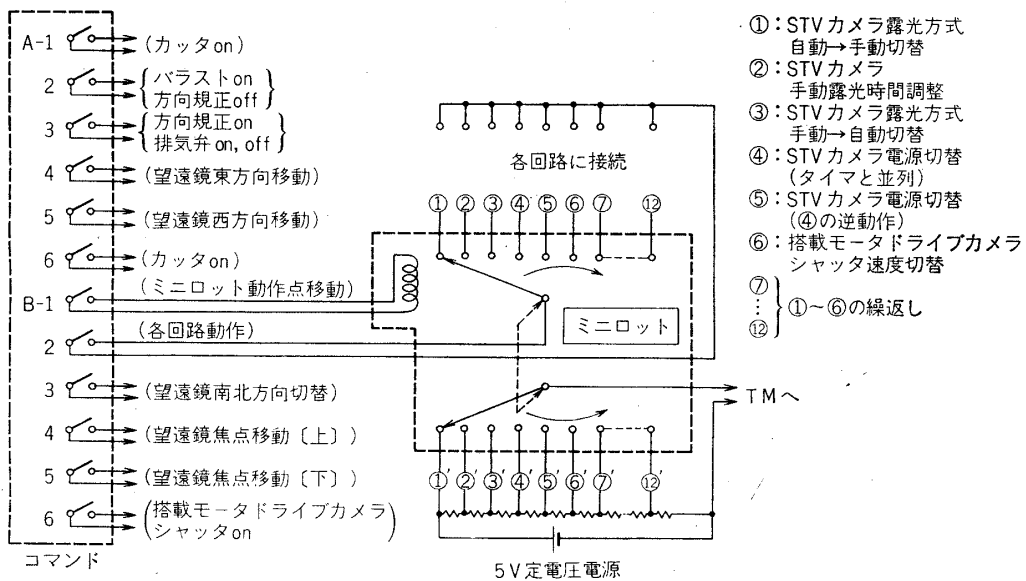 A-1 (カッタon)
2 {バラストon
方向規正off}
3 {方向規正on
排気弁on, off}
4 (望遠鏡東方向移動)
5 (望遠鏡西方向移動)
6 (カッタon)
B-1 (ミニロット動作点移動)
2 (各回路動作)
3 (望遠鏡南北方向切替)
4 (望遠鏡焦点移動〔上〕)
5 (望遠鏡焦点移動〔下〕)
6 (搭載モータドライブカメラ
シャッタon)
コマンド
各回路に接続
① ② ③ ④ ⑤ ⑥ ⑦ ⑫
ミニロット
TMへ
①' ②' ③' ④' ⑤' ⑥' ⑦' ⑫'
5V定電圧電源
①:STVカメラ露光方式
自動→手動切替
②:STVカメラ
手動露光時間調整
③:STVカメラ露光方式
手動→自動切替
④:STVカメラ電源切替
(タイマと並列)
⑤:STVカメラ電源切替
(④の逆動作)
⑥:搭載モータドライブカメラ
シャッタ速度切替
⑦
⋮
⑫
}①~⑥の繰返し